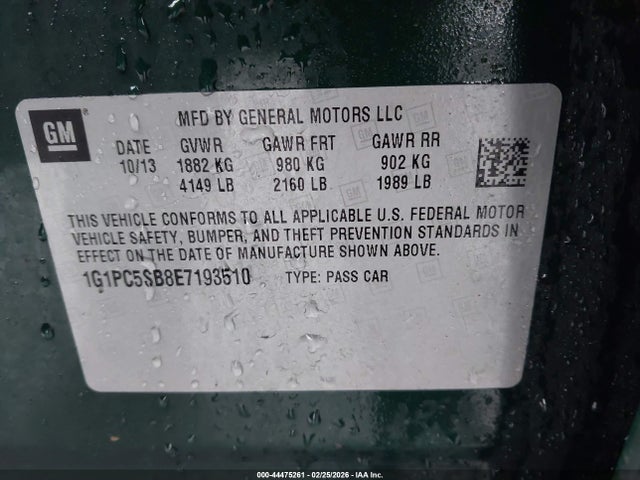 GM
MFD BY GENERAL MOTORS LLC
DATE GVWR GAWR FRT GAWR RR
10/13 1882 KG 980 KG 902 KG
4149 LB 2160 LB 1989 LB
THIS VEHICLE CONFORMS TO ALL APPLICABLE U.S. FEDERAL MOTOR
VEHICLE SAFETY, BUMPER, AND THEFT PREVENTION STANDARDS IN
EFFECT ON THE DATE OF MANUFACTURE SHOWN ABOVE.
1G1PC5SB8E7193510 TYPE: PASS CAR
000-44475261 - 02/25/2026 - IAA Inc.